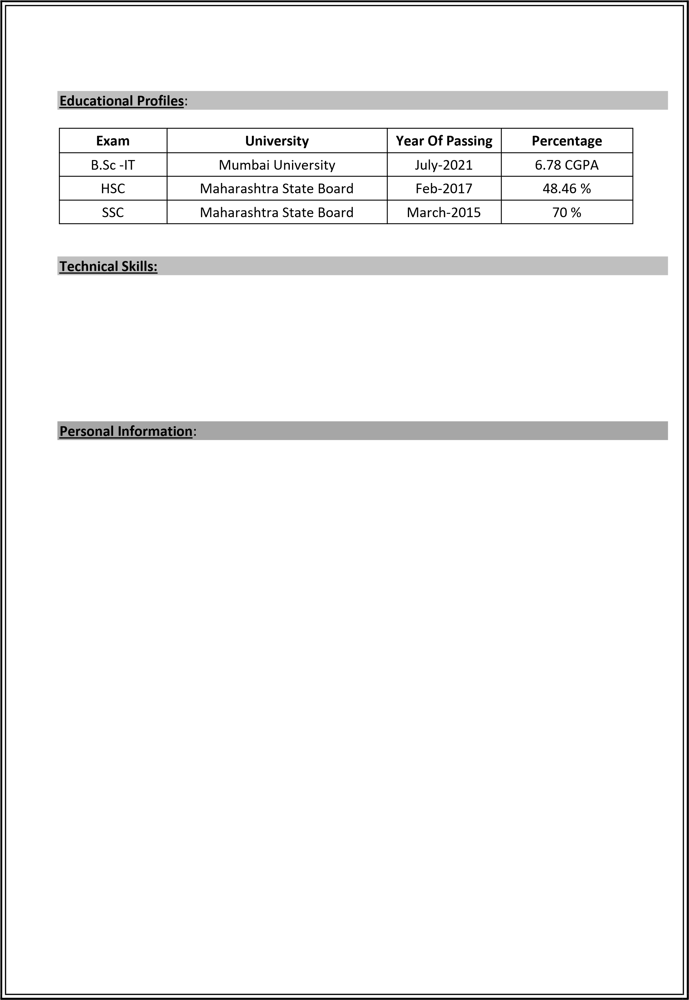 Educational Profiles:
Exam University Year Of Passing Percentage
B.Sc -IT Mumbai University July-2021 6.78 CGPA
HSC Maharashtra State Board Feb-2017 48.46 %
SSC Maharashtra State Board March-2015 70 %
Technical Skills:
Personal Information: